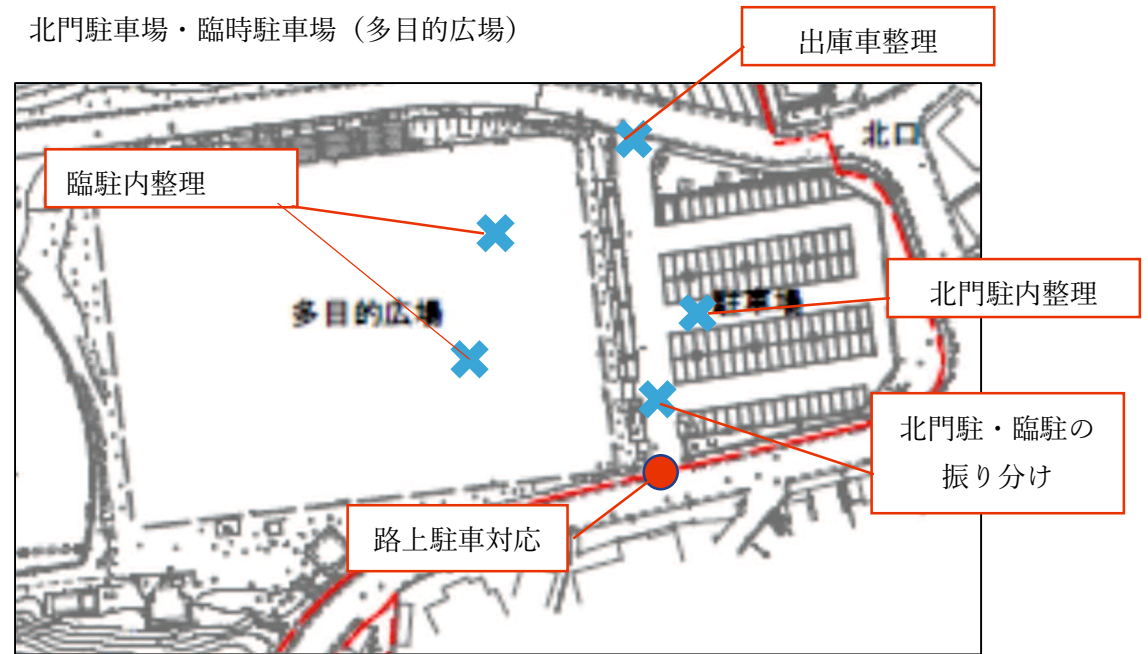 北門駐車場・臨時駐車場（多目的広場）
出庫車整理
北口
臨駐内整理
北門駐内整理
駐車場
多目的広場
北門駐・臨駐の
振り分け
路上駐車対応